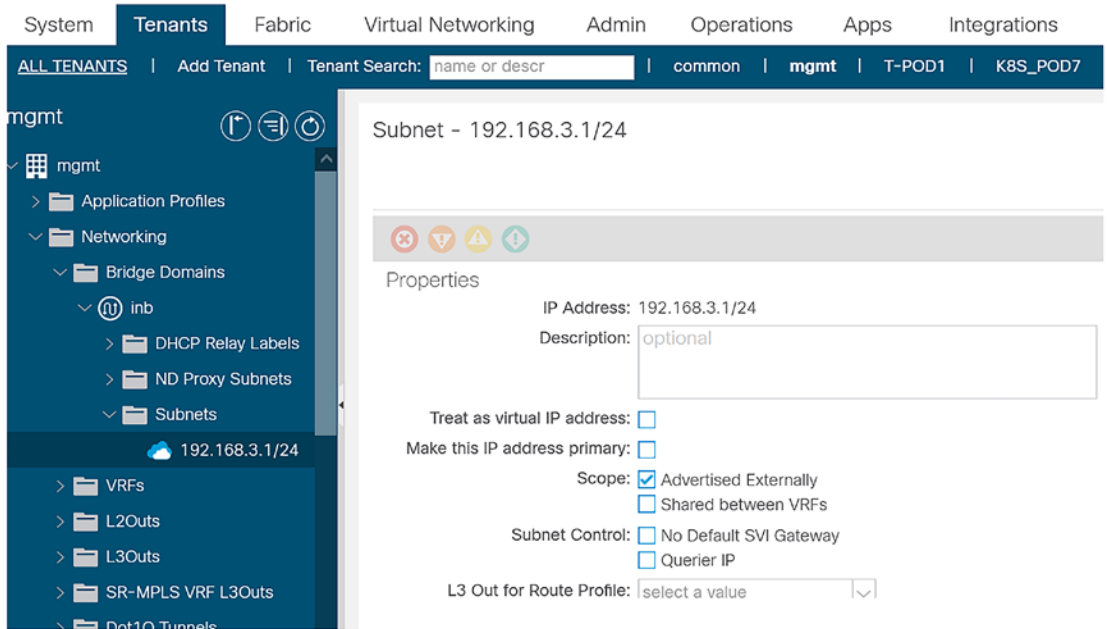 System Tenants Fabric Virtual Networking Admin Operations Apps Integrations
ALL TENANTS | Add Tenant | Tenant Search: name or descr | common | mgmt | T-POD1 | K8S_POD7
mgmt
mgmt
Application Profiles
Networking
Bridge Domains
inb
DHCP Relay Labels
ND Proxy Subnets
Subnets
192.168.3.1/24
VRFs
L2Outs
L3Outs
SR-MPLS VRF L3Outs
Dot1Q Tunnels
Subnet - 192.168.3.1/24
Properties
IP Address: 192.168.3.1/24
Description: optional
Treat as virtual IP address:
Make this IP address primary:
Scope: Advertised Externally
Shared between VRFs
Subnet Control: No Default SVI Gateway
Querier IP
L3 Out for Route Profile: select a value